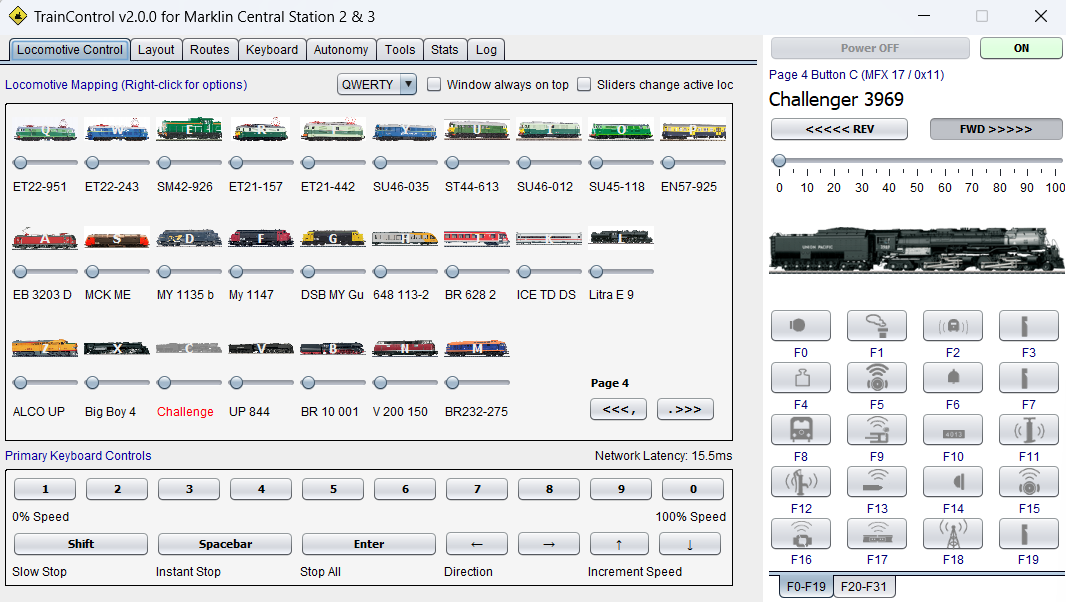 TrainControl v2.0.0 for Marklin Central Station 2 & 3
Locomotive Control Layout Routes Keyboard Autonomy Tools Stats Log
Locomotive Mapping (Right-click for options) QWERTY Window always on top Sliders change active loc
Q W E R T Y U I O P
ET22-951 ET22-243 SM42-926 ET21-157 ET21-442 SU46-035 ST44-613 SU46-012 SU45-118 EN57-925
A S D F G H J K L
EB 3203 D MCK ME MY 1135 b My 1147 DSB MY Gu 648 113-2 BR 628 2 ICE TD DS Litra E 9
Z X C V B N M
ALCO UP Big Boy 4 Challenge UP 844 BR 10 001 V 200 150 BR232-275
Page 4
<<<, .>>>
Primary Keyboard Controls Network Latency: 15.5ms
1 2 3 4 5 6 7 8 9 0
0% Speed 100% Speed
Shift Spacebar Enter ← → ↑ ↓
Slow Stop Instant Stop Stop All Direction Increment Speed
Power OFF ON
Page 4 Button C (MFX 17 / 0x11)
Challenger 3969
<<<<< REV FWD >>>>>
0 10 20 30 40 50 60 70 80 90 100
UNION PACIFIC
F0 F1 F2 F3
F4 F5 F6 F7
F8 F9 F10 F11
F12 F13 F14 F15
F16 F17 F18 F19
F0-F19 F20-F31